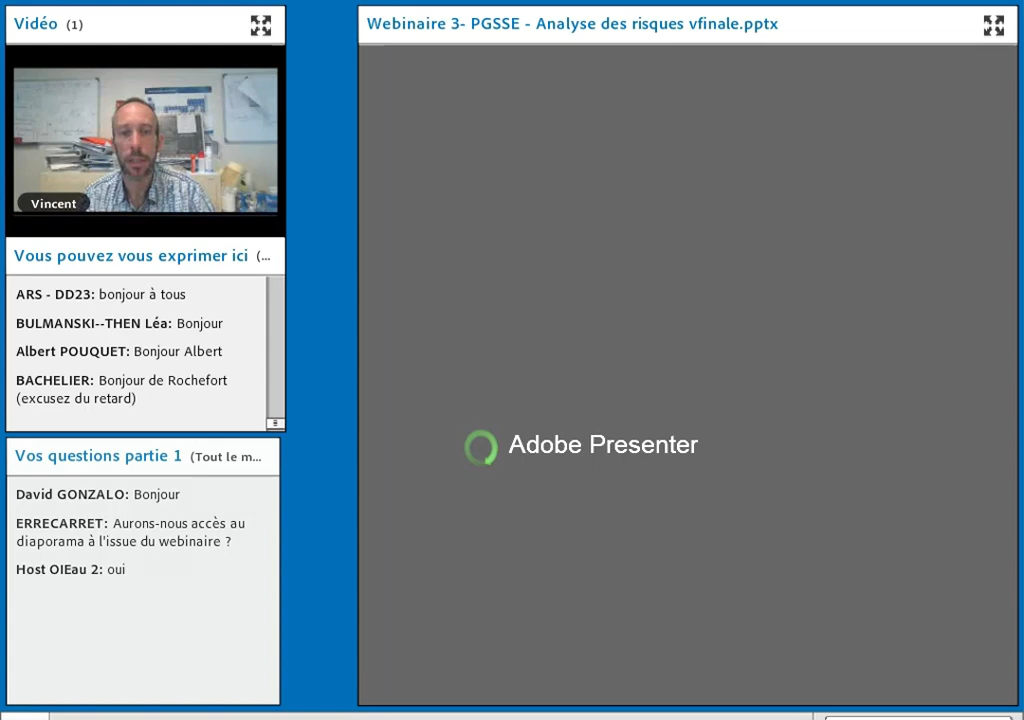 Vidéo (1)
Vincent
Vous pouvez vous exprimer ici (...
ARS - DD23: bonjour à tous
BULMANSKI--THEN Léa: Bonjour
Albert POUQUET: Bonjour Albert
BACHELIER: Bonjour de Rochefort
(excusez du retard)
Vos questions partie 1 (Tout le m...
David GONZALO: Bonjour
ERRECARRET: Aurons-nous accès au
diaporama à l'issue du webinaire ?
Host OIEau 2: oui
Webinaire 3- PGSSE - Analyse des risques vfinale.pptx
Adobe Presenter